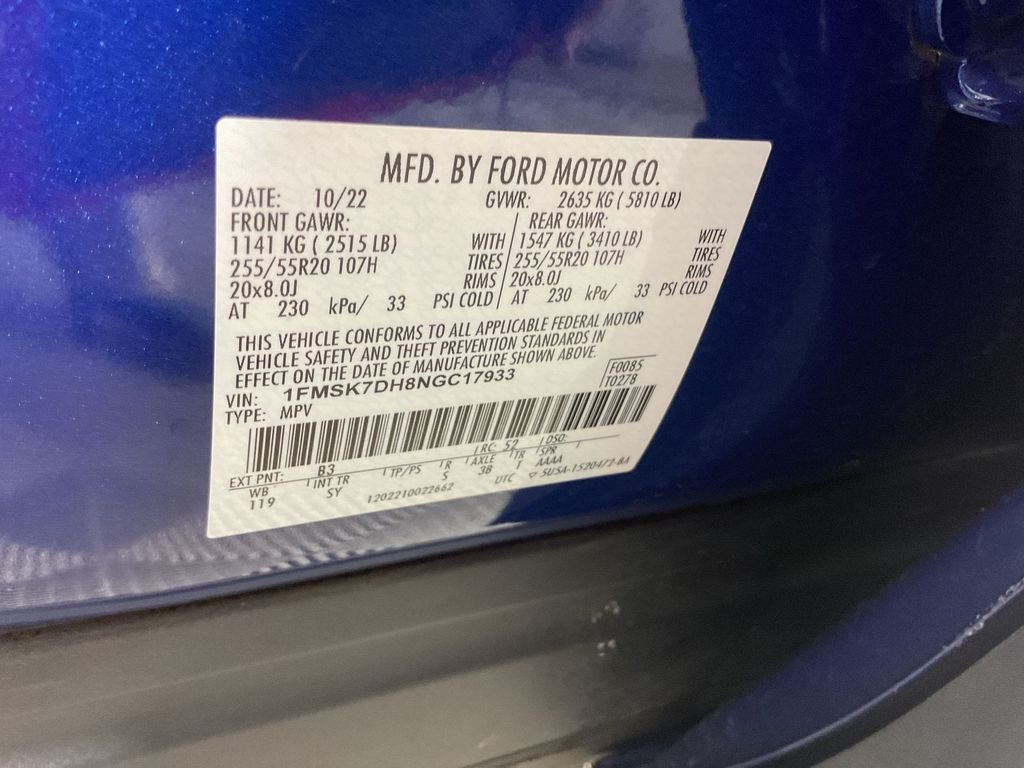 MFD. BY FORD MOTOR CO.
DATE: 10/22 GVWR: 2635 KG ( 5810 LB)
FRONT GAWR: REAR GAWR:
1141 KG ( 2515 LB) WITH 1547 KG ( 3410 LB) WITH
255/55R20 107H TIRES 255/55R20 107H TIRES
20x8.0J RIMS 20x8.0J RIMS
AT 230 kPa/ 33 PSI COLD AT 230 kPa/ 33 PSI COLD
THIS VEHICLE CONFORMS TO ALL APPLICABLE FEDERAL MOTOR
VEHICLE SAFETY AND THEFT PREVENTION STANDARDS IN
EFFECT ON THE DATE OF MANUFACTURE SHOWN ABOVE.
VIN: 1FMSK7DH8NGC17933 F0085
TYPE: MPV T0278
EXT PNT: B3 RC: 52 DSO:
WB INT TR TP/PS R AXLE TR SPR
119 SY S 3B T AAAA
1202210022662 UTC 5U5A-1520472-BA